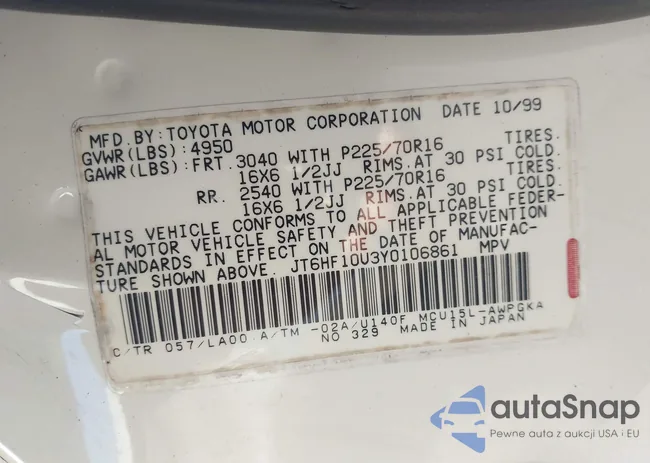 MFD.BY:TOYOTA MOTOR CORPORATION DATE 10/99
GVWR(LBS):4950
GAWR(LBS):FRT. 3040 WITH P225/70R16 TIRES.
16X6 1/2JJ RIMS.AT 30 PSI COLD.
RR. 2540 WITH P225/70R16 TIRES.
16X6 1/2JJ RIMS.AT 30 PSI COLD.
THIS VEHICLE CONFORMS TO ALL APPLICABLE FEDER-
AL MOTOR VEHICLE SAFETY AND THEFT PREVENTION
STANDARDS IN EFFECT ON THE DATE OF MANUFAC-
TURE SHOWN ABOVE. JT6HF10U3Y0106861 MPV
C/TR 057/LA00 A/TM -02A/U140F MCU15L-AWPGKA
NO 329 MADE IN JAPAN
autaSnap
Pewne auta z aukcji USA i EU